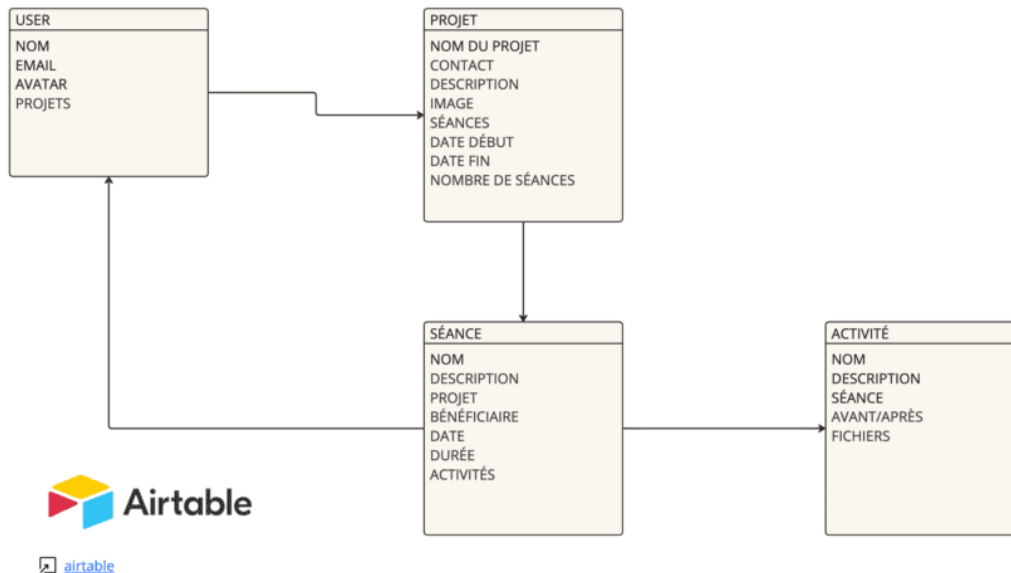 USER
NOM
EMAIL
AVATAR
PROJETS
PROJET
NOM DU PROJET
CONTACT
DESCRIPTION
IMAGE
SÉANCES
DATE DÉBUT
DATE FIN
NOMBRE DE SÉANCES
SÉANCE
NOM
DESCRIPTION
PROJET
BÉNÉFICIAIRE
DATE
DURÉE
ACTIVITÉS
ACTIVITÉ
NOM
DESCRIPTION
SÉANCE
AVANT/APRÈS
FICHIERS
Airtable
airtable